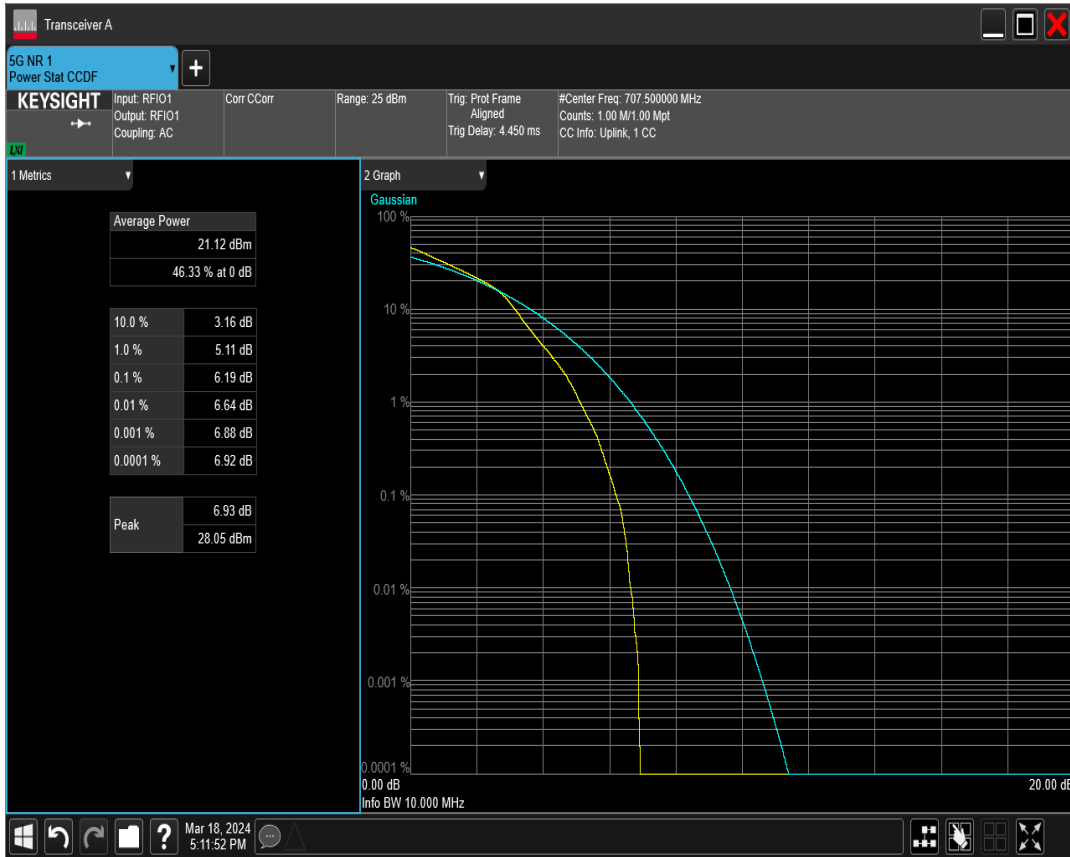 Transceiver A
5G NR 1
Power Stat CCDF
KEYSIGHT
LXI
Input: RFIO1
Output: RFIO1
Coupling: AC
Corr CCorr
Range: 25 dBm
Trig: Prot Frame
Aligned
Trig Delay: 4.450 ms
#Center Freq: 707.500000 MHz
Counts: 1.00 M/1.00 Mpt
CC Info: Uplink, 1 CC
1 Metrics
Average Power
21.12 dBm
46.33 % at 0 dB
10.0 % 3.16 dB
1.0 % 5.11 dB
0.1 % 6.19 dB
0.01 % 6.64 dB
0.001 % 6.88 dB
0.0001 % 6.92 dB
Peak
6.93 dB
28.05 dBm
2 Graph
Gaussian
100 %
10 %
1 %
0.1 %
0.01 %
0.001 %
0.0001 %
0.00 dB 20.00 dB
Info BW 10.000 MHz
?
Mar 18, 2024
5:11:52 PM